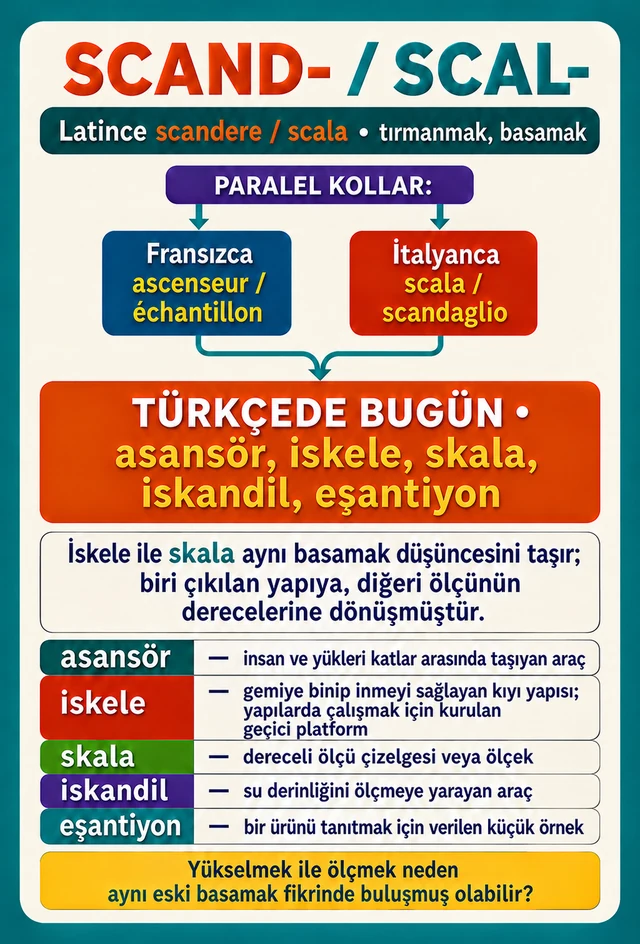 SCAND- / SCAL-
Latince scandere / scala • tırmanmak, basamak
PARALEL KOLLAR:
Fransızca
ascenseur /
échantillon
İtalyanca
scala /
scandaglio
TÜRKÇEDE BUGÜN •
asansör, iskele, skala,
iskandil, eşantiyon
İskele ile skala aynı basamak düşüncesini taşır;
biri çıkılan yapıya, diğeri ölçünün
derecelerine dönüşmüştür.
asansör — insan ve yükleri katlar arasında taşıyan araç
iskele — gemiye binip inmeyi sağlayan kıyı yapısı;
yapılarda çalışmak için kurulan
geçici platform
skala — dereceli ölçü çizelgesi veya ölçek
iskandil — su derinliğini ölçmeye yarayan araç
eşantiyon — bir ürünü tanıtmak için verilen küçük örnek
Yükselmek ile ölçmek neden
aynı eski basamak fikrinde buluşmuş olabilir?